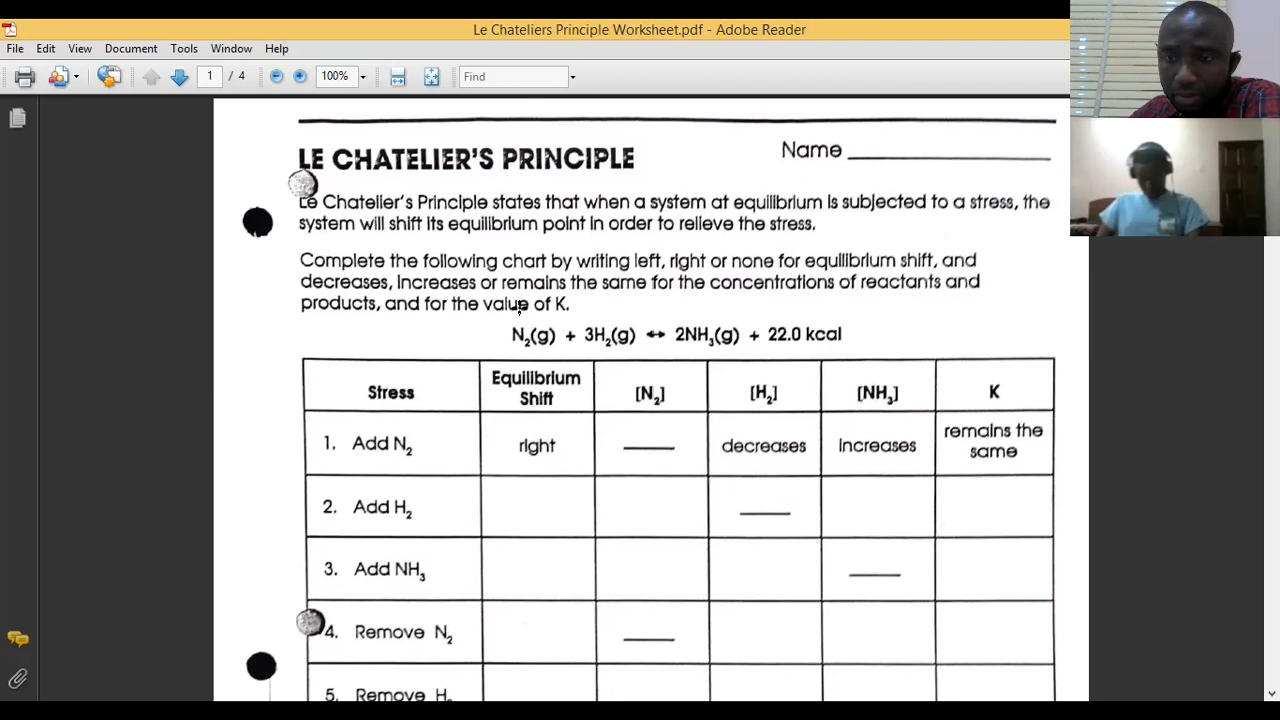 Le Chateliers Principle Worksheet.pdf - Adobe Reader
File Edit View Document Tools Window Help
1 / 4 100% Find
LE CHATELIER'S PRINCIPLE Name
Le Chatelier's Principle states that when a system at equilibrium is subjected to a stress, the
system will shift its equilibrium point in order to relieve the stress.
Complete the following chart by writing left, right or none for equilibrium shift, and
decreases, increases or remains the same for the concentrations of reactants and
products, and for the value of K.
N₂(g) + 3H₂(g) ↔ 2NH₃(g) + 22.0 kcal
Stress Equilibrium Shift [N₂] [H₂] [NH₃] K
1. Add N₂ right decreases increases remains the same
2. Add H₂
3. Add NH₃
4. Remove N₂
5. Remove H₂